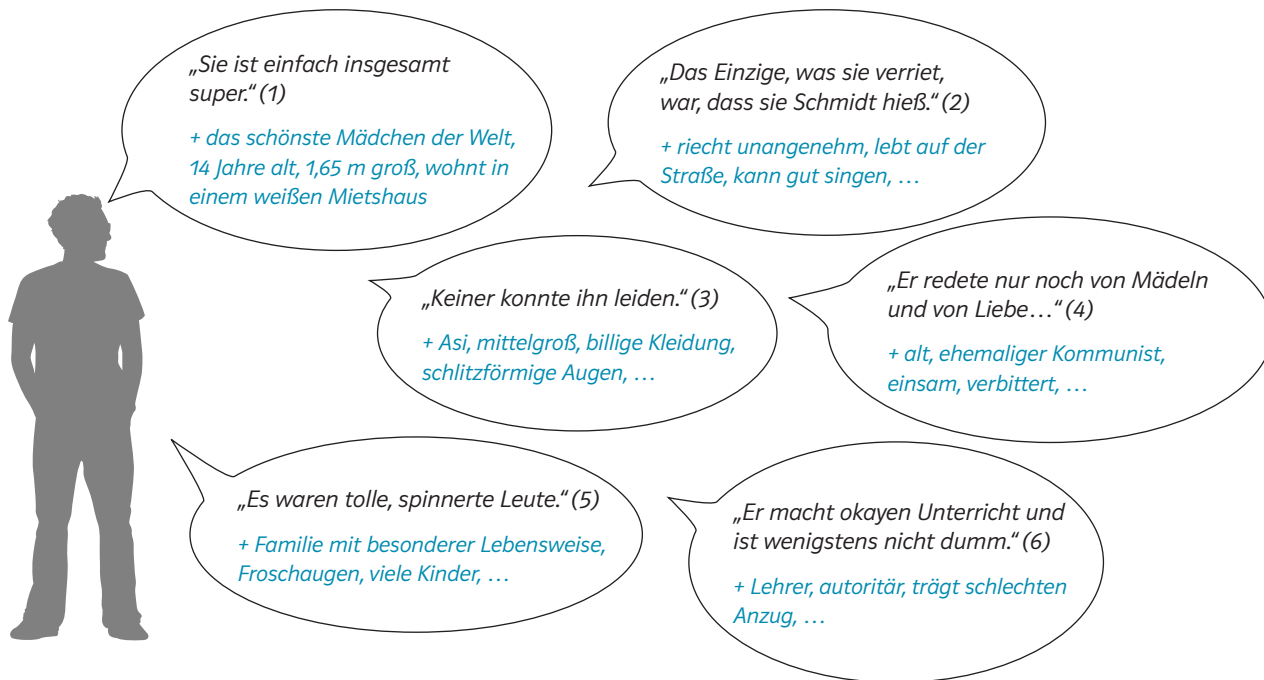 „Sie ist einfach insgesamt
super.“ (1)
+ das schönste Mädchen der Welt,
14 Jahre alt, 1,65 m groß, wohnt in
einem weißen Mietshaus
„Das Einzige, was sie verriet,
war, dass sie Schmidt hieß.“ (2)
+ riecht unangenehm, lebt auf der
Straße, kann gut singen, …
„Keiner konnte ihn leiden.“ (3)
+ Asi, mittelgroß, billige Kleidung,
schlitzförmige Augen, …
„Er redete nur noch von Mädeln
und von Liebe…“ (4)
+ alt, ehemaliger Kommunist,
einsam, verbittert, …
„Es waren tolle, spinnerte Leute.“ (5)
+ Familie mit besonderer Lebensweise,
Froschaugen, viele Kinder, …
„Er macht okayen Unterricht und
ist wenigstens nicht dumm.“ (6)
+ Lehrer, autoritär, trägt schlechten
Anzug, …